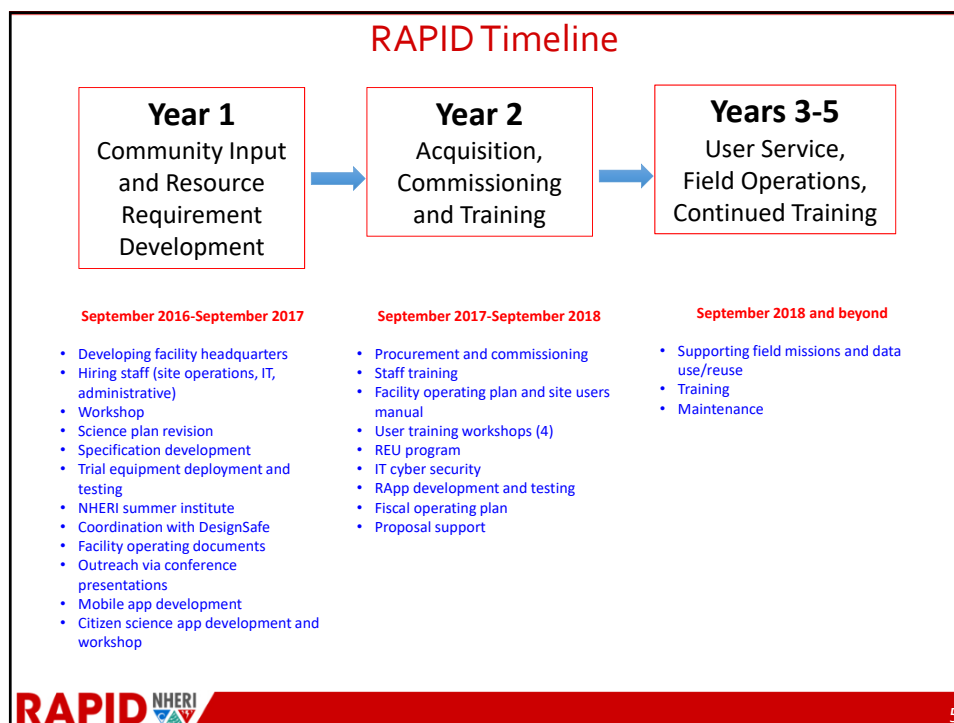 RAPID Timeline
Year 1
Community Input
and Resource
Requirement
Development
Year 2
Acquisition,
Commissioning
and Training
Years 3-5
User Service,
Field Operations,
Continued Training
September 2016-September 2017
• Developing facility headquarters
• Hiring staff (site operations, IT,
administrative)
• Workshop
• Science plan revision
• Specification development
• Trial equipment deployment and
testing
• NHERI summer institute
• Coordination with DesignSafe
• Facility operating documents
• Outreach via conference
presentations
• Mobile app development
• Citizen science app development and
workshop
September 2017-September 2018
• Procurement and commissioning
• Staff training
• Facility operating plan and site users
manual
• User training workshops (4)
• REU program
• IT cyber security
• RApp development and testing
• Fiscal operating plan
• Proposal support
September 2018 and beyond
• Supporting field missions and data
use/reuse
• Training
• Maintenance
RAPID NHERI